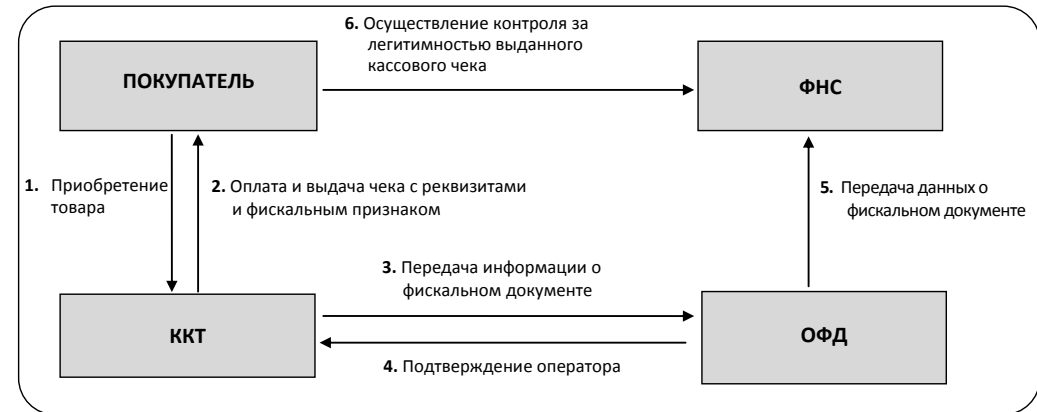 6. Осуществление контроля за
легитимностью выданного
кассового чека
ПОКУПАТЕЛЬ
ФНС
1. Приобретение
товара
2. Оплата и выдача чека с реквизитами
и фискальным признаком
5. Передача данных о
фискальном документе
3. Передача информации о
фискальном документе
ККТ
ОФД
4. Подтверждение оператора